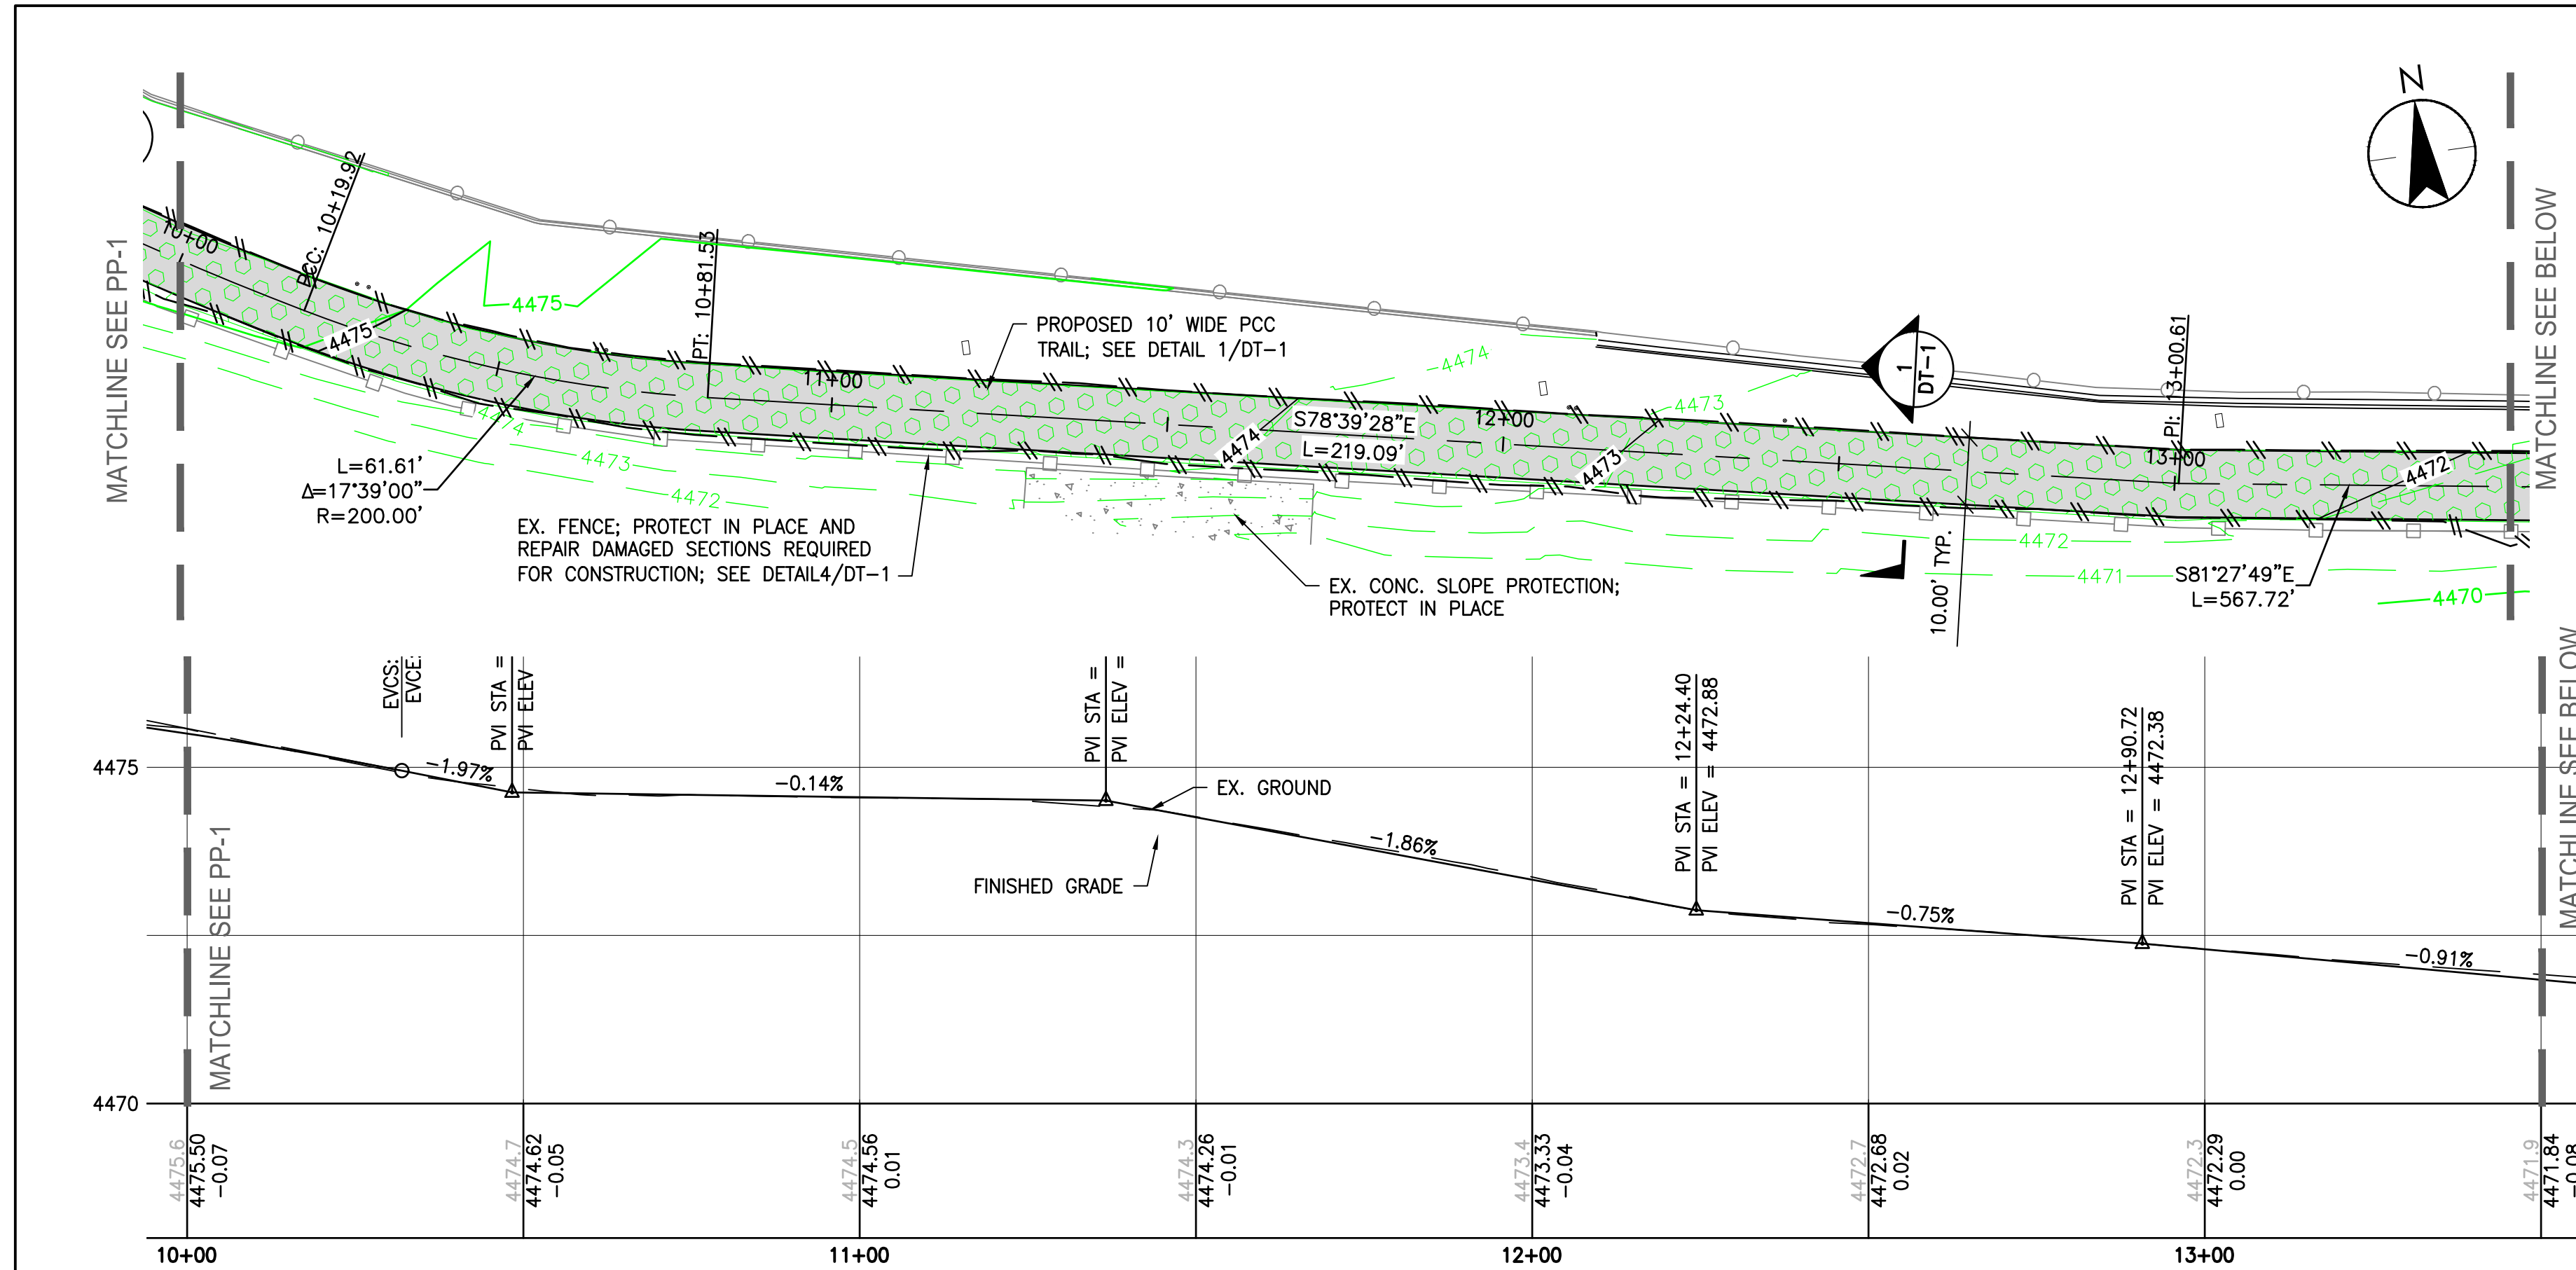 N
MATCHLINE SEE PP-1
MATCHLINE SEE BELOW
10+00
PCC: 10+19.92
4475
4475
PT: 10+81.53
PROPOSED 10' WIDE PCC
TRAIL; SEE DETAIL 1/DT-1
11+00
4474
S78°39'28"E
L=219.09'
4474
12+00
4473
4473
1
DT-1
PI: 13+00.61
13+00
4472
4474
4473
4472
L=61.61'
Δ=17°39'00"
R=200.00'
EX. FENCE; PROTECT IN PLACE AND
REPAIR DAMAGED SECTIONS REQUIRED
FOR CONSTRUCTION; SEE DETAIL4/DT-1
EX. CONC. SLOPE PROTECTION;
PROTECT IN PLACE
10.00' TYP.
4472
4471
S81°27'49"E
L=567.72'
4470
EVCS:
EVCE:
PVI STA =
PVI ELEV
PVI STA =
PVI ELEV =
PVI STA = 12+24.40
PVI ELEV = 4472.88
PVI STA = 12+90.72
PVI ELEV = 4472.38
MATCHLINE SEE BELOW
4475
-1.97%
-0.14%
EX. GROUND
-1.86%
FINISHED GRADE
-0.75%
-0.91%
MATCHLINE SEE PP-1
4470
4475.6
4475.50
-0.07
4474.7
4474.62
-0.05
4474.5
4474.56
0.01
4474.3
4474.26
-0.01
4473.4
4473.33
-0.04
4472.7
4472.68
0.02
4472.3
4472.29
0.00
4471.9
4471.84
-0.08
10+00
11+00
12+00
13+00